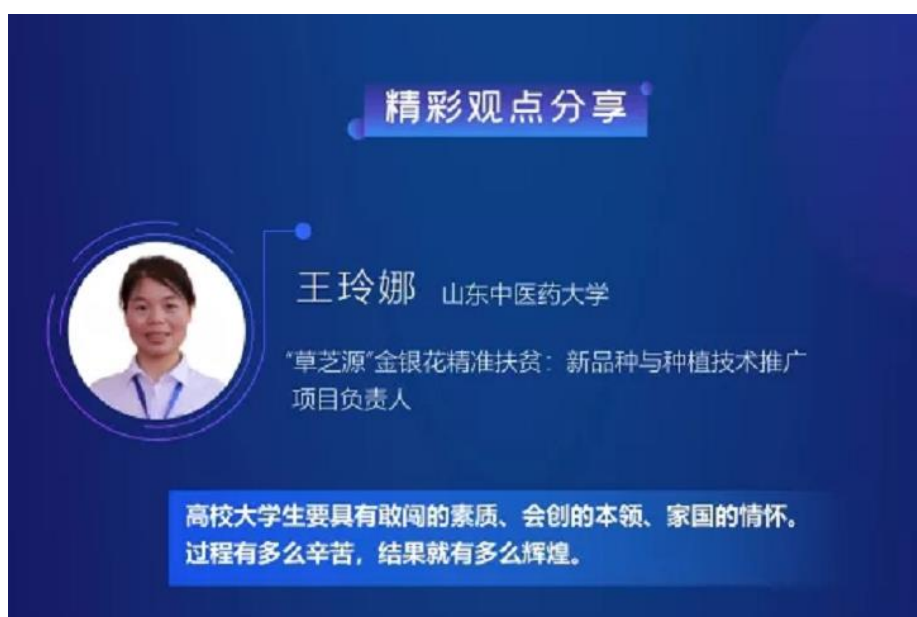 精彩观点分享
王玲娜 山东中医药大学
“草芝源”金银花精准扶贫：新品种与种植技术推广
项目负责人
高校大学生要具有敢闯的素质、会创的本领、家国的情怀。
过程有多么辛苦，结果就有多么辉煌。